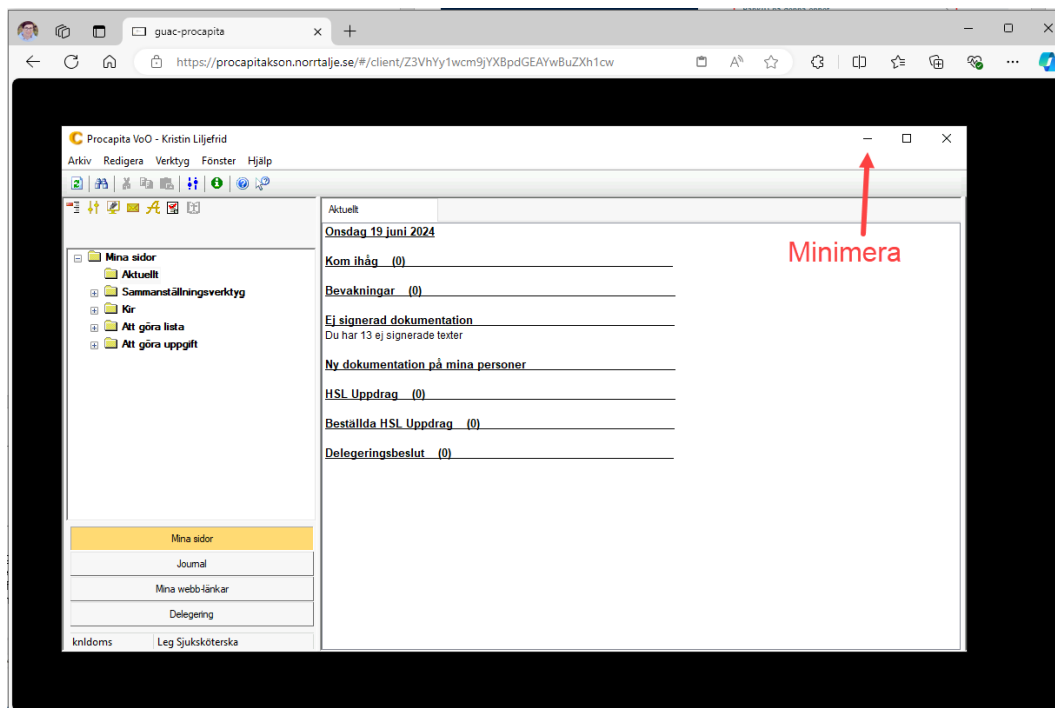 guac-procapita
https://procapitakson.norrtalje.se/#/client/Z3VhYy1wcm9jYXBpdGEAYwBuZXh1cw
Procapita VoO - Kristin Liljefrid
Arkiv Redigera Verktyg Fönster Hjälp
Aktuellt
Onsdag 19 juni 2024
Minimera
Mina sidor
Aktuellt
Sammanställningsverktyg
Kir
Att göra lista
Att göra uppgift
Kom ihåg (0)
Bevakningar (0)
Ej signerad dokumentation
Du har 13 ej signerade texter
Ny dokumentation på mina personer
HSL Uppdrag (0)
Beställda HSL Uppdrag (0)
Delegeringsbeslut (0)
Mina sidor
Journal
Mina webb-länkar
Delegering
knldoms Leg Sjuksköterska